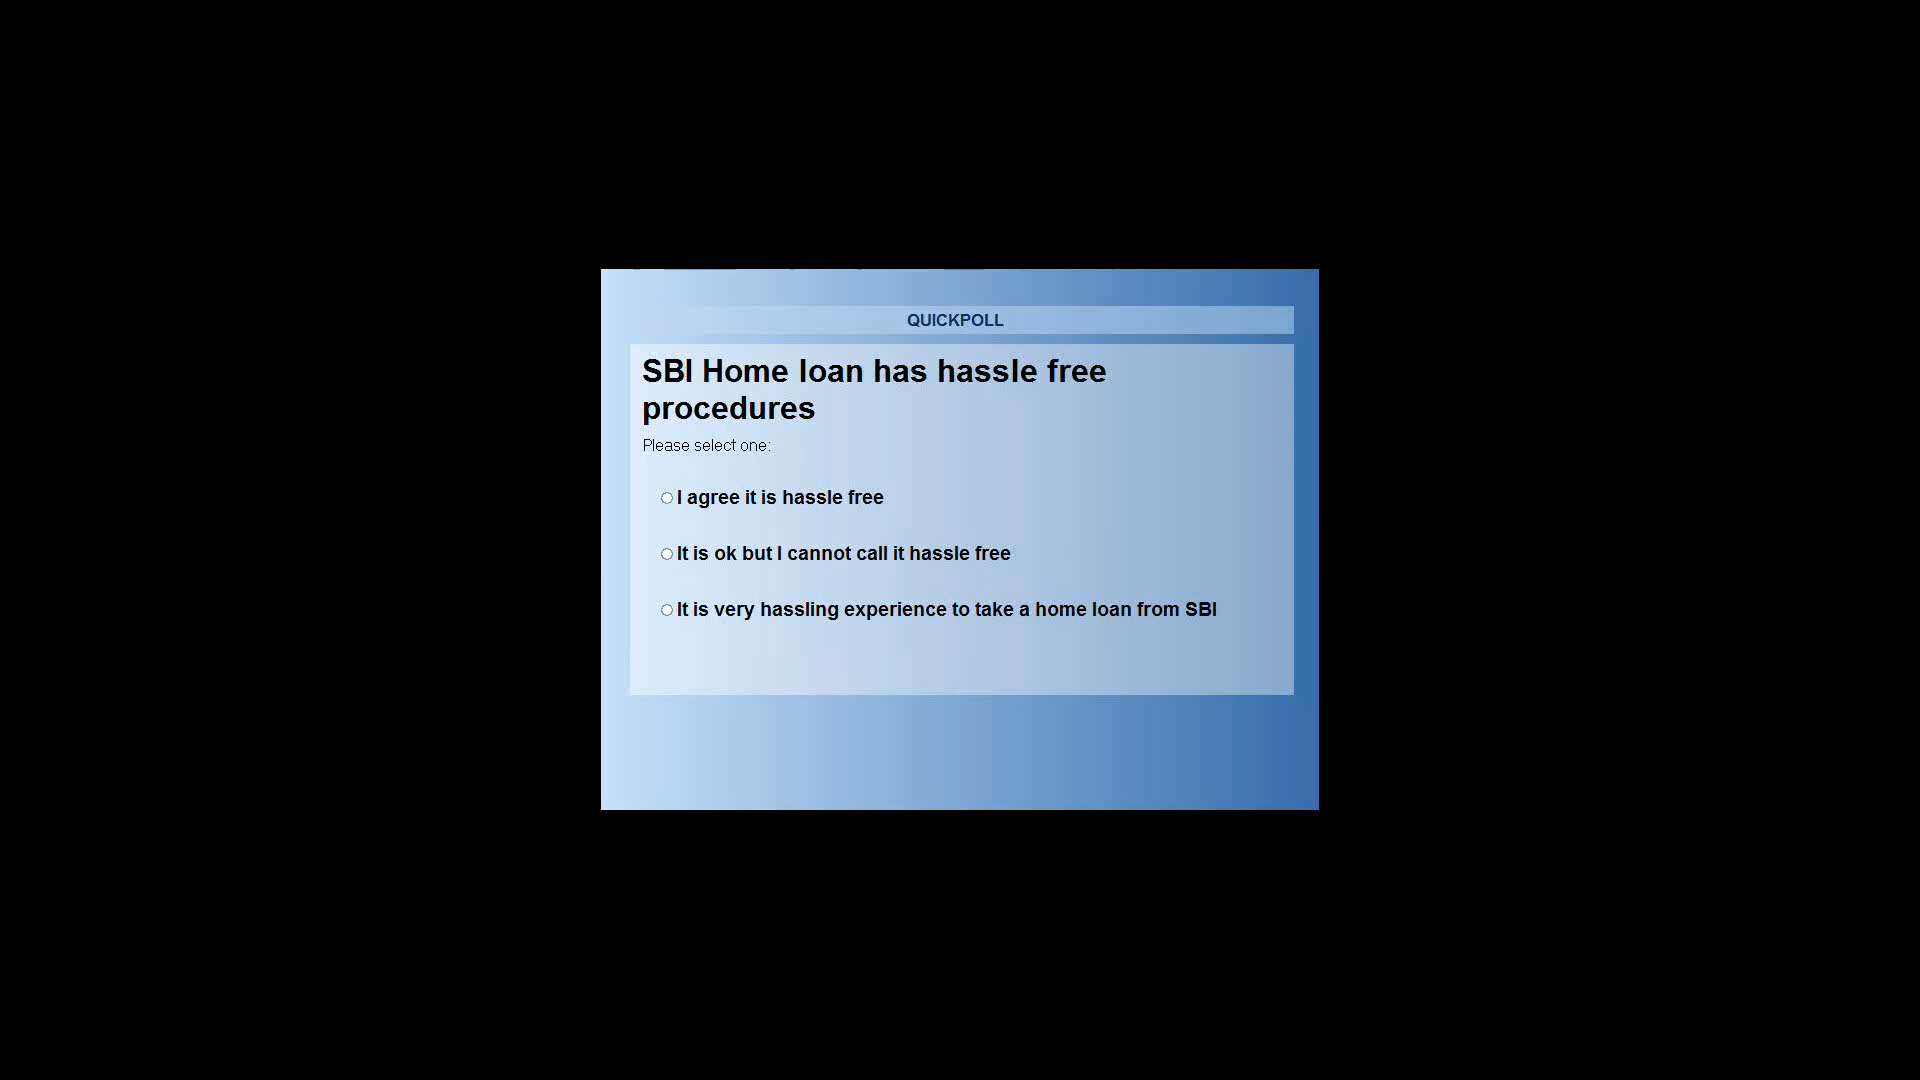 QUICKPOLL
SBI Home loan has hassle free
procedures
Please select one:
I agree it is hassle free
It is ok but I cannot call it hassle free
It is very hassling experience to take a home loan from SBI